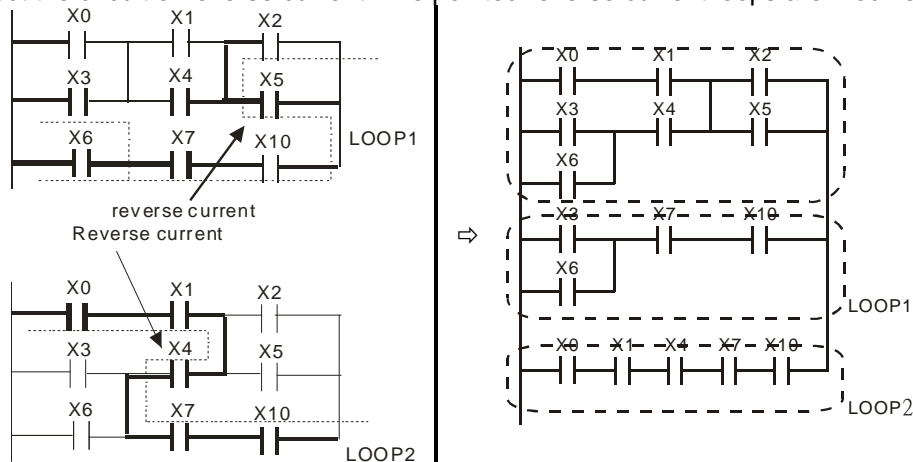 X0 X1 X2
X3 X4 X5
X6 X7 X10
LOOP1
reverse current
Reverse current
X0 X1 X2
X3 X4 X5
X6 X7 X10
LOOP2
⇨
X0 X1 X2
X3 X4 X5
X6
X3 X7 X10
X6
LOOP1
X0 X1 X4 X7 X10
LOOP2